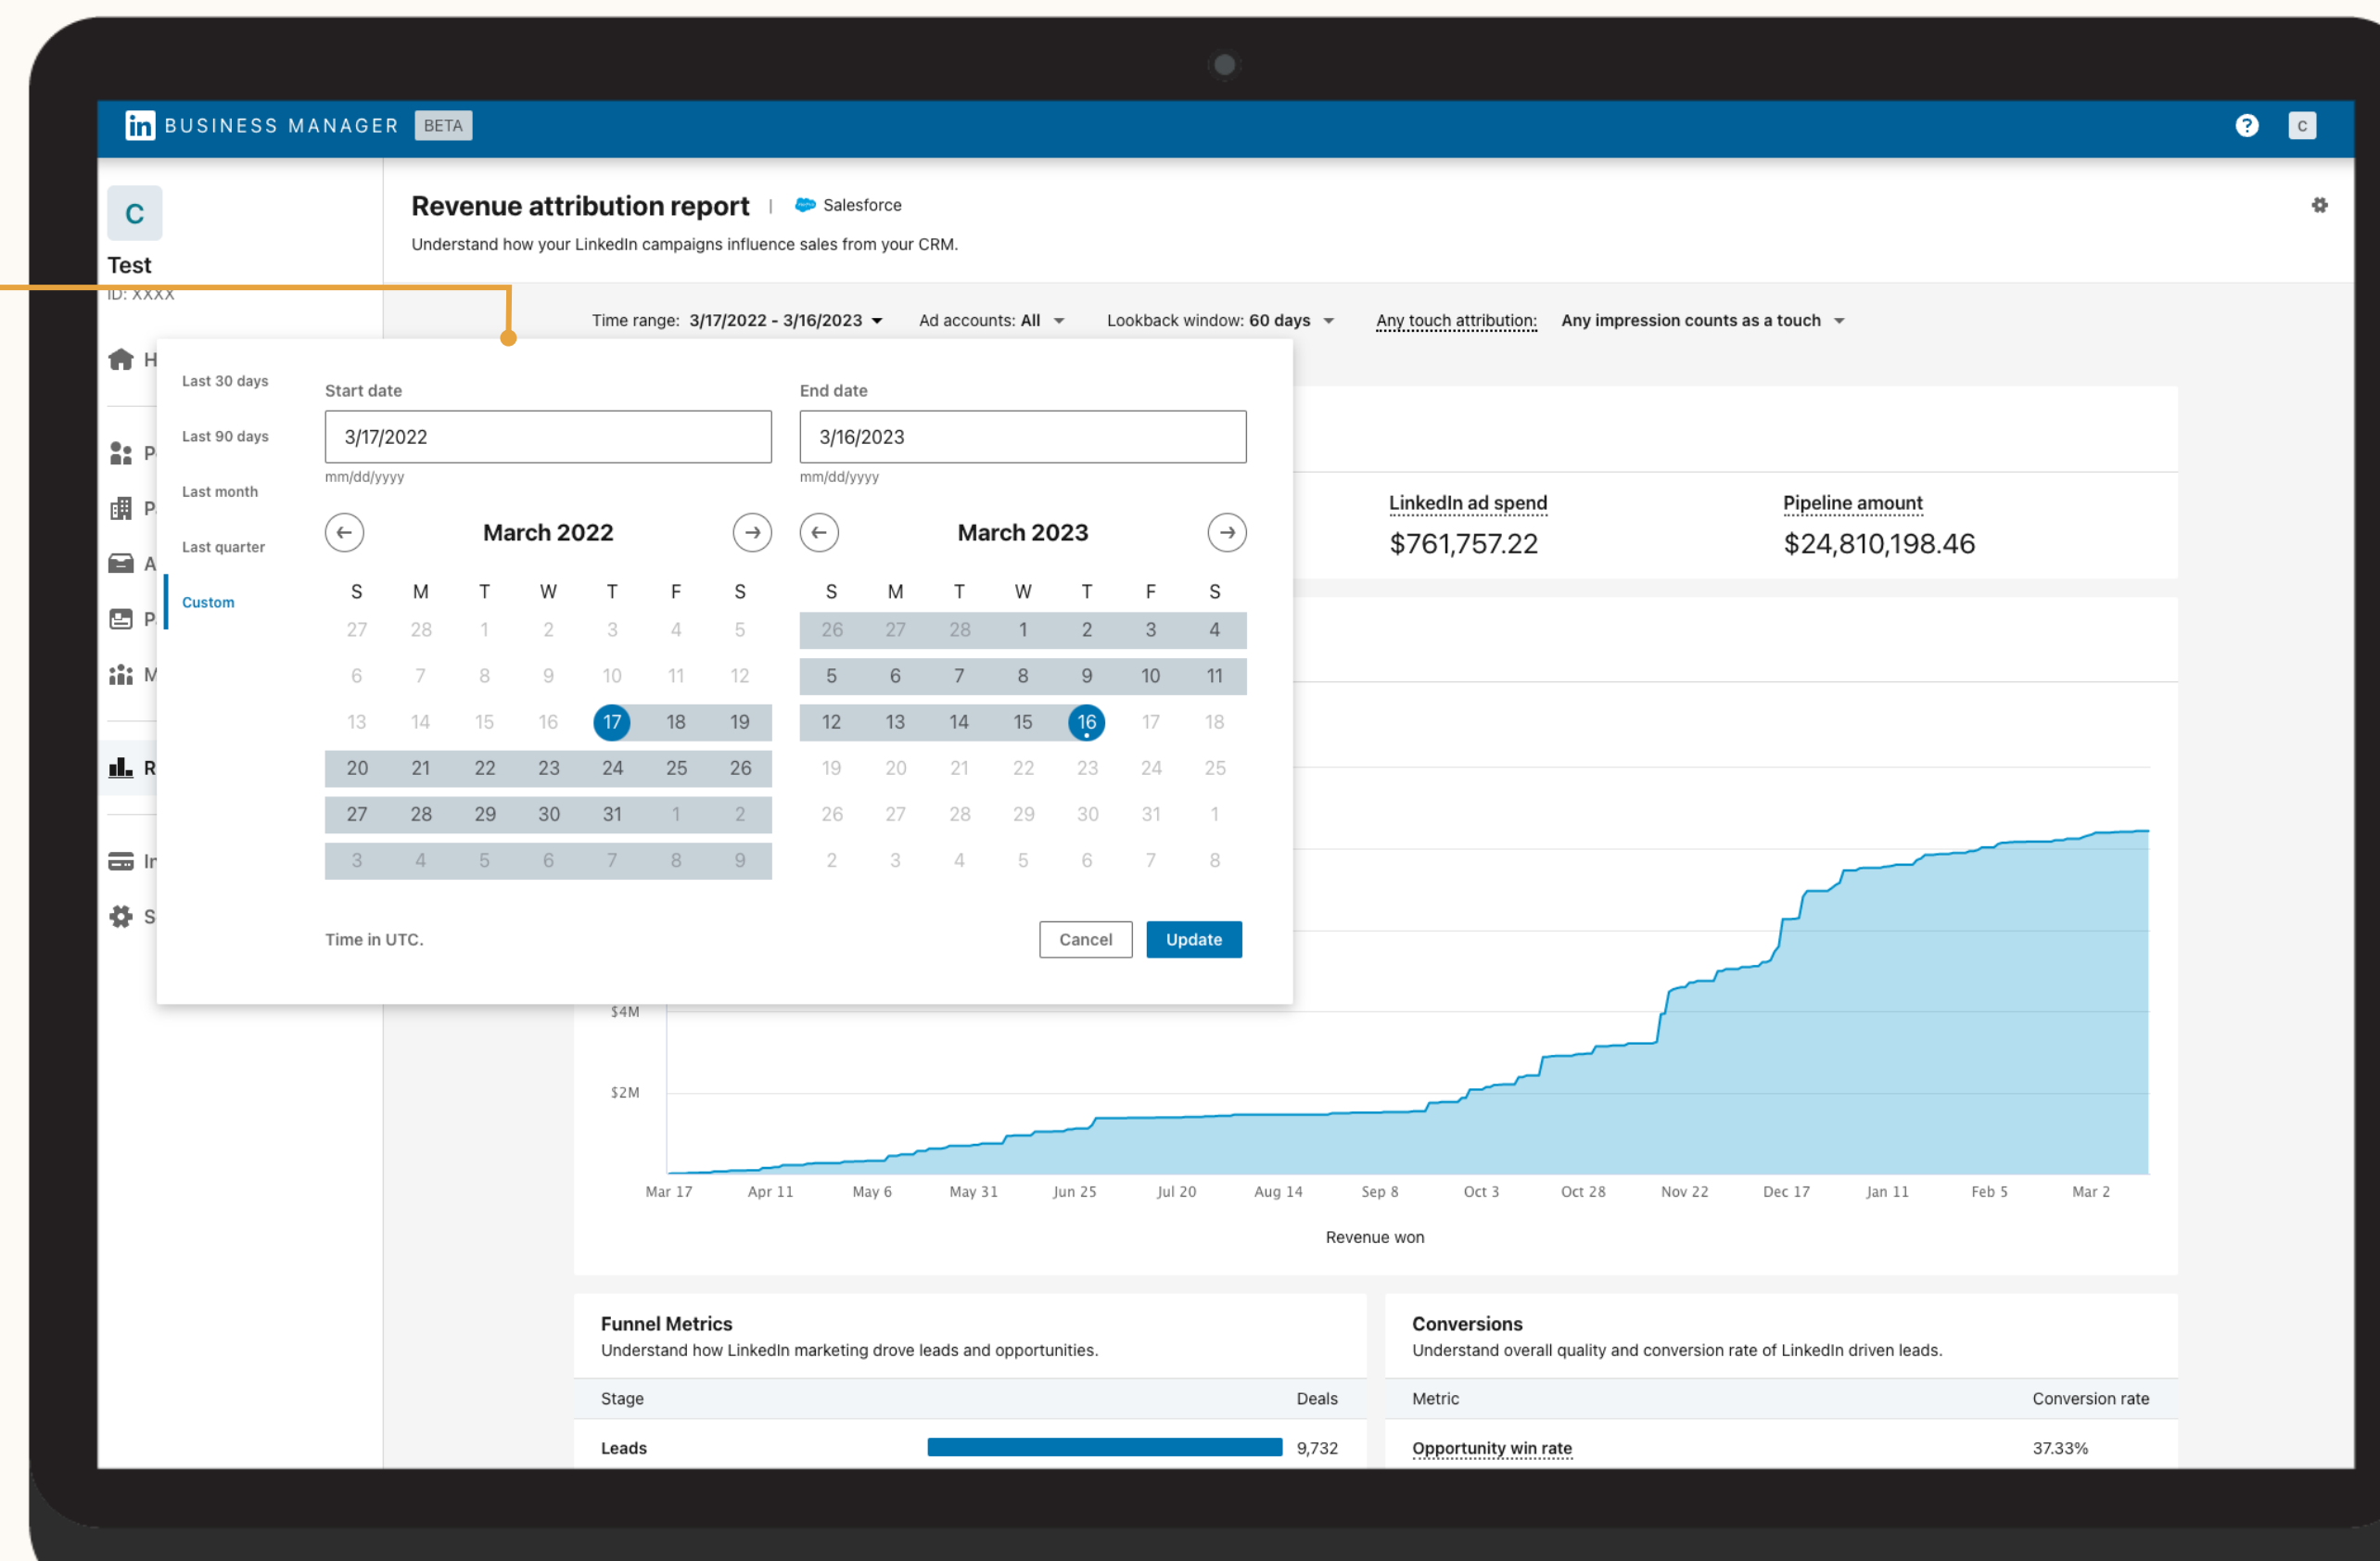 in BUSINESS MANAGER BETA
? C
C
Test
ID: XXXX
Revenue attribution report | Salesforce
Understand how your LinkedIn campaigns influence sales from your CRM.
Time range: 3/17/2022 - 3/16/2023 Ad accounts: All Lookback window: 60 days Any touch attribution: Any impression counts as a touch
H
P
P
A
P
M
R
In
S
Last 30 days
Last 90 days
Last month
Last quarter
Custom
Start date
3/17/2022
mm/dd/yyyy
March 2022
S M T W T F S
27 28 1 2 3 4 5
6 7 8 9 10 11 12
13 14 15 16 17 18 19
20 21 22 23 24 25 26
27 28 29 30 31 1 2
3 4 5 6 7 8 9
End date
3/16/2023
mm/dd/yyyy
March 2023
S M T W T F S
26 27 28 1 2 3 4
5 6 7 8 9 10 11
12 13 14 15 16 17 18
19 20 21 22 23 24 25
26 27 28 29 30 31 1
2 3 4 5 6 7 8
Time in UTC.
Cancel Update
LinkedIn ad spend
$761,757.22
Pipeline amount
$24,810,198.46
$4M
$2M
Mar 17 Apr 11 May 6 May 31 Jun 25 Jul 20 Aug 14 Sep 8 Oct 3 Oct 28 Nov 22 Dec 17 Jan 11 Feb 5 Mar 2
Revenue won
Funnel Metrics
Understand how LinkedIn marketing drove leads and opportunities.
Stage Deals
Leads 9,732
Conversions
Understand overall quality and conversion rate of LinkedIn driven leads.
Metric Conversion rate
Opportunity win rate 37.33%